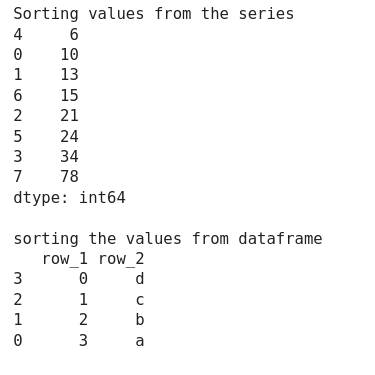 Sorting values from the series
4     6
0    10
1    13
6    15
2    21
5    24
3    34
7    78
dtype: int64

sorting the values from dataframe
   row_1 row_2
3      0     d
2      1     c
1      2     b
0      3     a